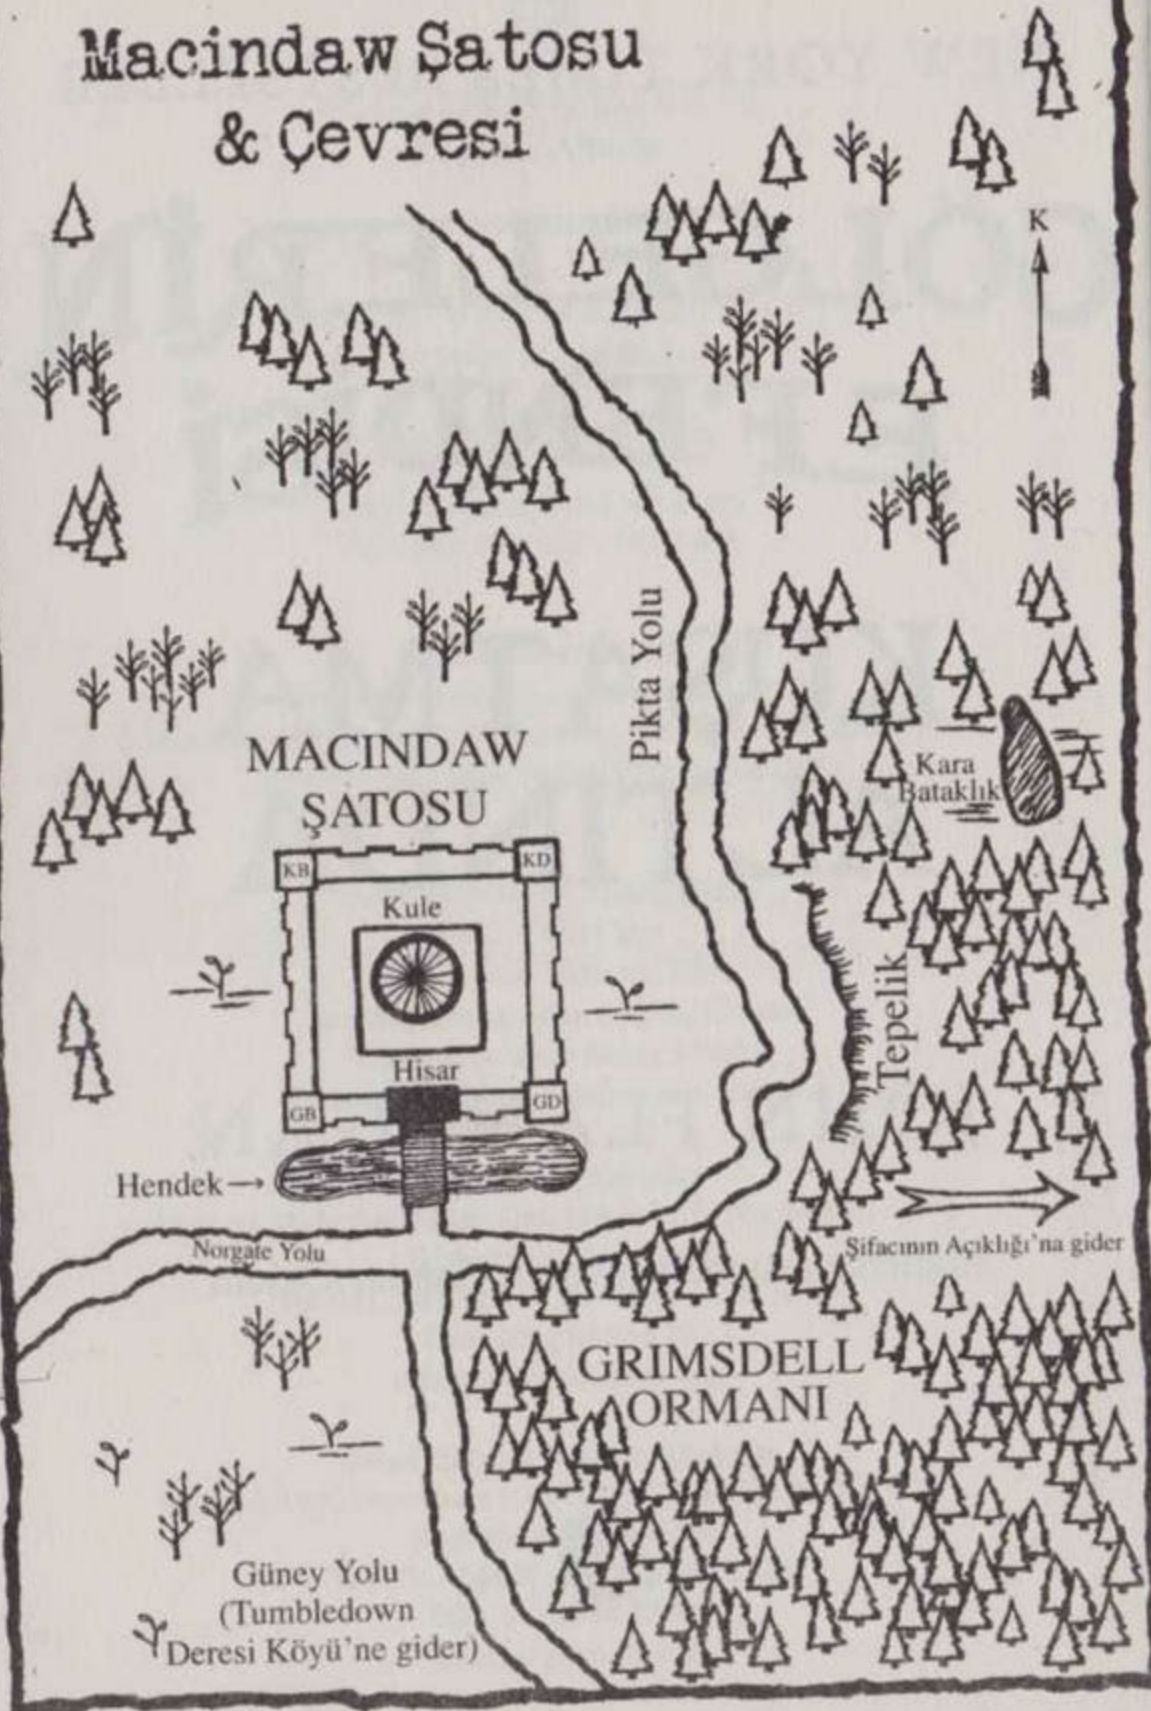 Macindaw Şatosu
& Çevresi
K
Pikta Yolu
MACINDAW
ŞATOSU
Kara
Bataklık
KB
KD
Kule
Tepelik
Hisar
GB
GD
Hendek
Norgate Yolu
Şifacının Açıklığı'na gider
GRIMSDELL
ORMANI
Güney Yolu
(Tumbledown
Deresi Köyü'ne gider)